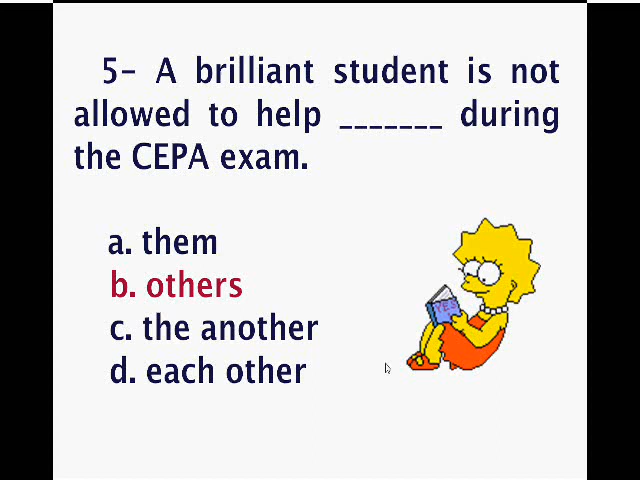 5- A brilliant student is not
allowed to help _______ during
the CEPA exam.
a. them
b. others
c. the another
d. each other
YES